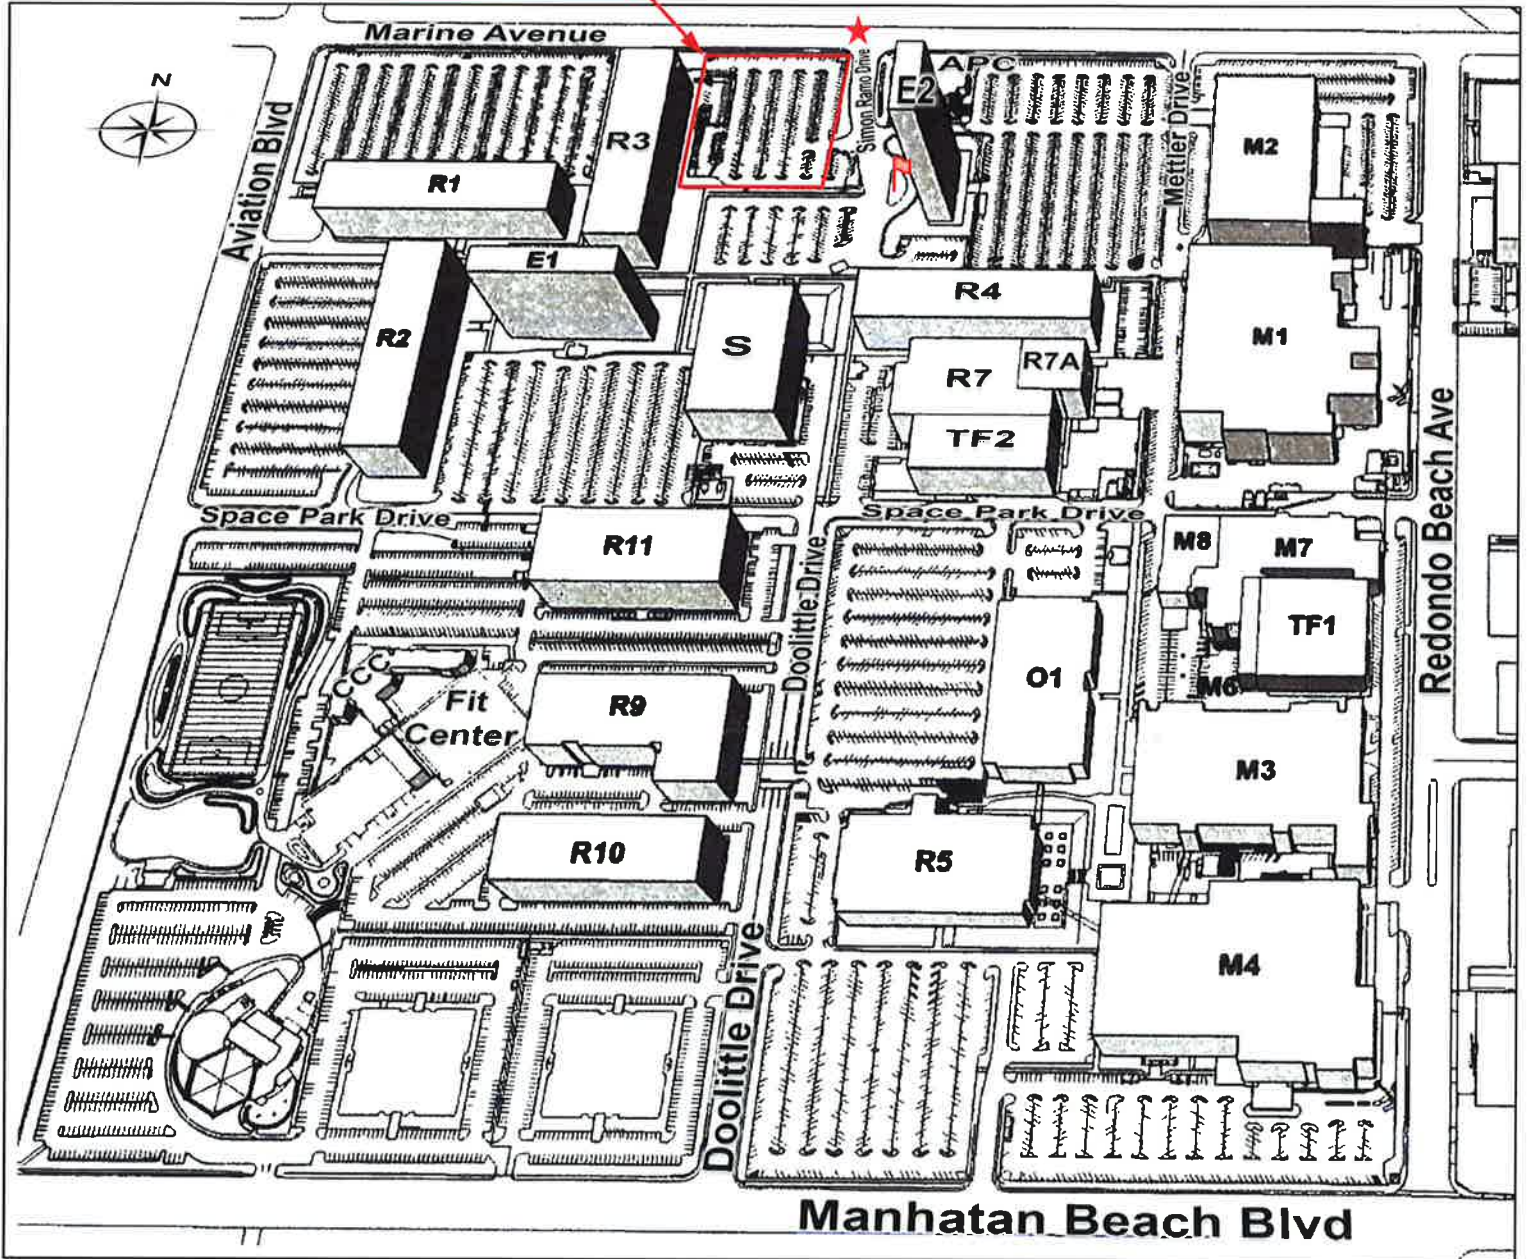 Marine Avenue
N
Simon Ramo Drive
APC
E2
Mettler Drive
Aviation Blvd
R3
R1
M2
E1
R4
R2
S
R7
R7A
M1
TF2
Redondo Beach Ave
Space Park Drive
Space Park Drive
R11
M8
M7
Doolittle Drive
TF1
CCC
Fit
Center
R9
O1
M6
M3
R10
R5
M4
Doolittle Drive
Manhatan Beach Blvd